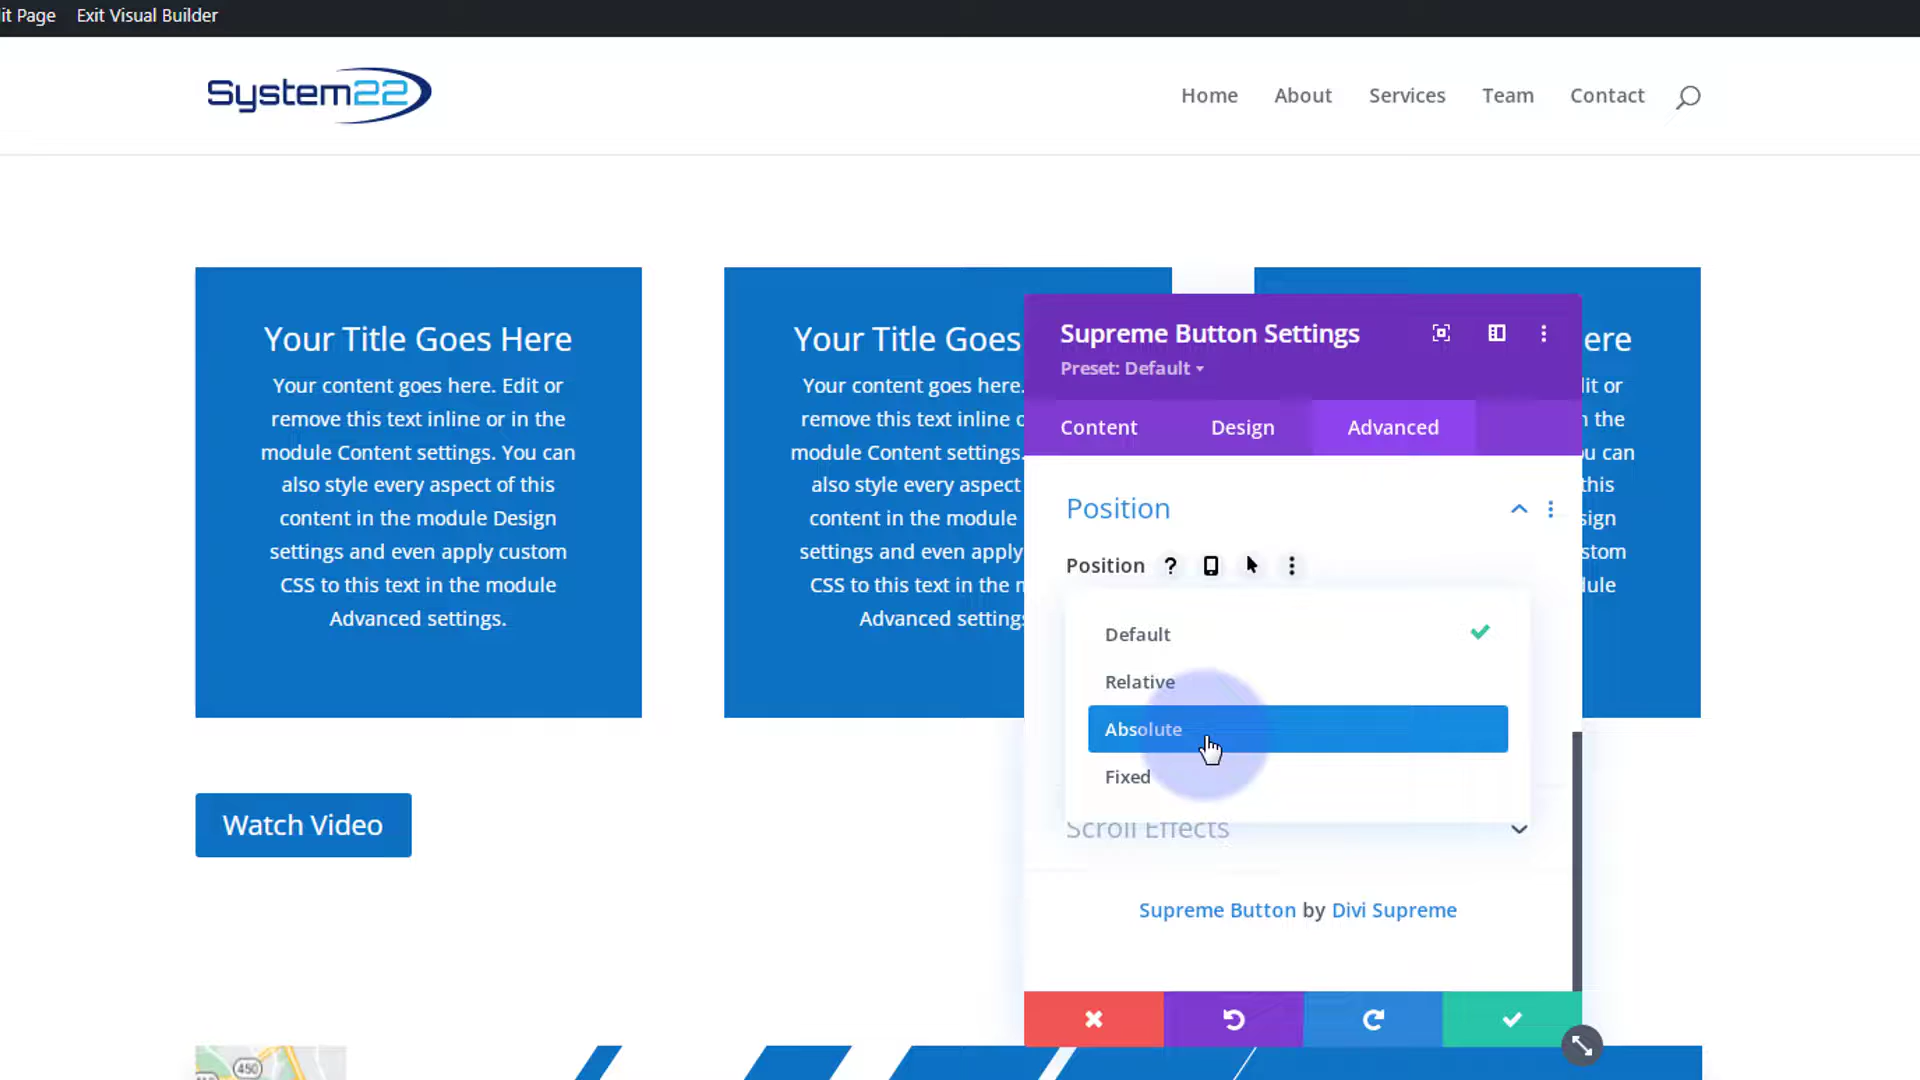 it Page Exit Visual Builder
System22
Home About Services Team Contact
Your Title Goes Here
Your content goes here. Edit or
remove this text inline or in the
module Content settings. You can
also style every aspect of this
content in the module Design
settings and even apply custom
CSS to this text in the module
Advanced settings.
Your Title Goes
Your content goes here.
remove this text inline o
module Content settings.
also style every aspect
content in the module
settings and even apply
CSS to this text in the n
Advanced settings
ere
lit or
n the
u can
this
sign
stom
dule
Supreme Button Settings
Preset: Default
Content Design Advanced
Position
Position ?
Default
Relative
Absolute
Fixed
Scroll Effects
Supreme Button by Divi Supreme
Watch Video
450